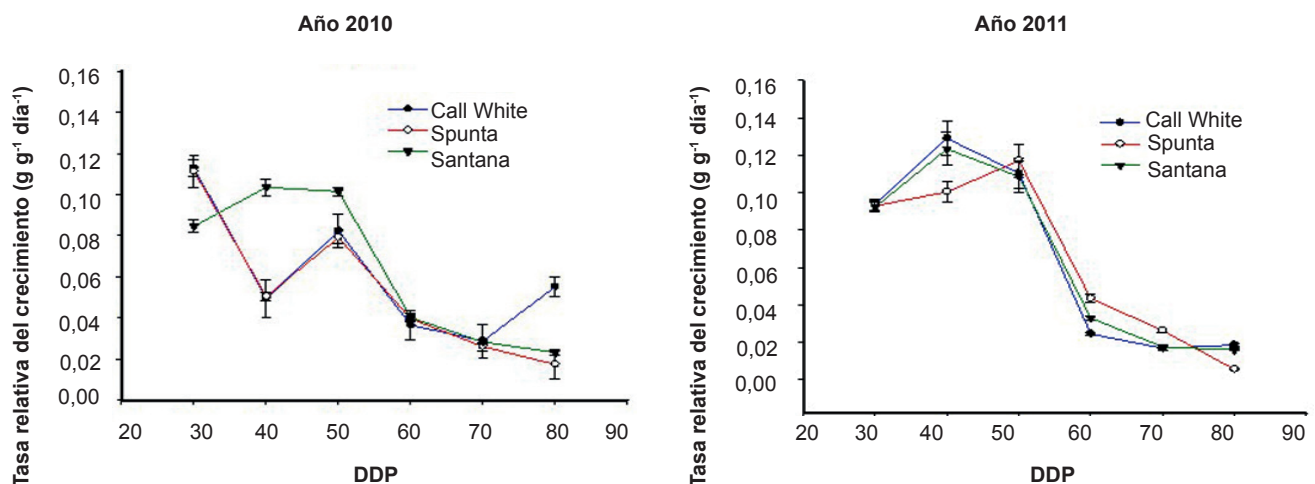 Año 2010
Tasa relativa del crecimiento (g g⁻¹ día⁻¹)
0,16
0,14
0,12
0,10
0,08
0,06
0,04
0,02
0,00
Call White
Spunta
Santana
20 30 40 50 60 70 80 90
DDP
Año 2011
Tasa relativa del crecimiento (g g⁻¹ día⁻¹)
0,16
0,14
0,12
0,10
0,08
0,06
0,04
0,02
0,00
Call White
Spunta
Santana
20 30 40 50 60 70 80 90
DDP